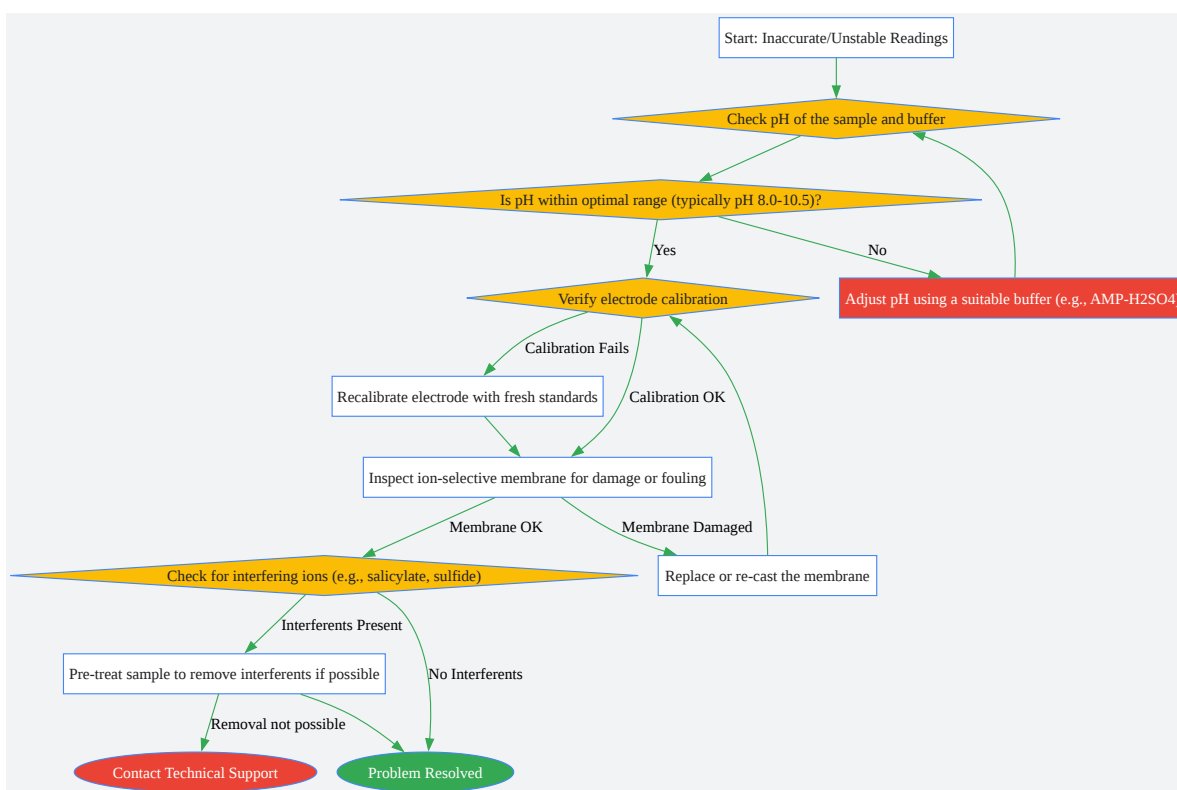 Start: Inaccurate/Unstable Readings
Check pH of the sample and buffer
Is pH within optimal range (typically pH 8.0-10.5)?
Yes
No
Verify electrode calibration
Adjust pH using a suitable buffer (e.g., AMP-H2SO4)
Calibration Fails
Recalibrate electrode with fresh standards
Calibration OK
Inspect ion-selective membrane for damage or fouling
Membrane OK
Membrane Damaged
Check for interfering ions (e.g., salicylate, sulfide)
Replace or re-cast the membrane
Interferents Present
Pre-treat sample to remove interferents if possible
No Interferents
Removal not possible
Contact Technical Support
Problem Resolved